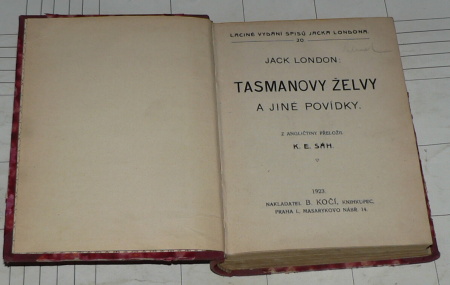 LACINÉ VYDÁNÍ SPISŮ JACKA LONDONA.
20.
JACK LONDON:
TASMANOVY ŽELVY
A JINÉ POVÍDKY.
Z ANGLIČTINY PŘELOŽIL
K. E. SÁH.
1923
NAKLADATEL B. KOČÍ, KNIHKUPEC,
PRAHA I., MASARYKOVO NÁBŘ. 14.